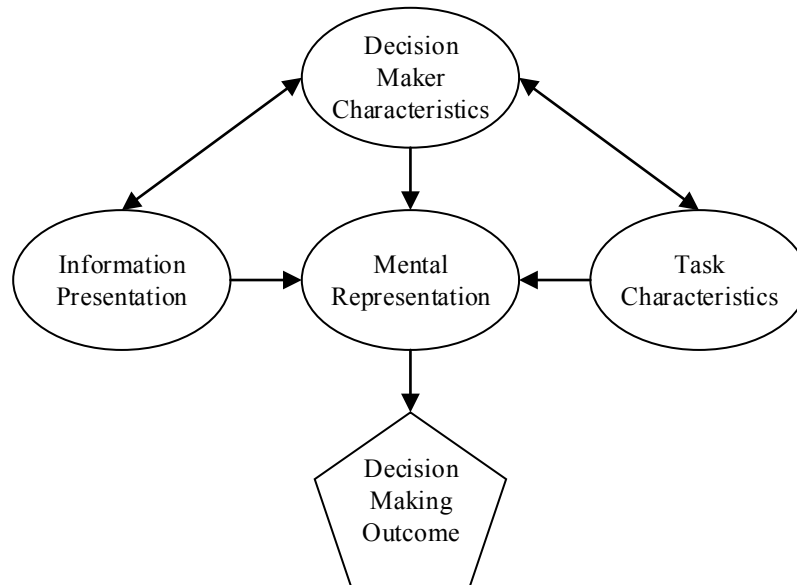 Decision
Maker
Characteristics
Information
Presentation
Mental
Representation
Task
Characteristics
Decision
Making
Outcome